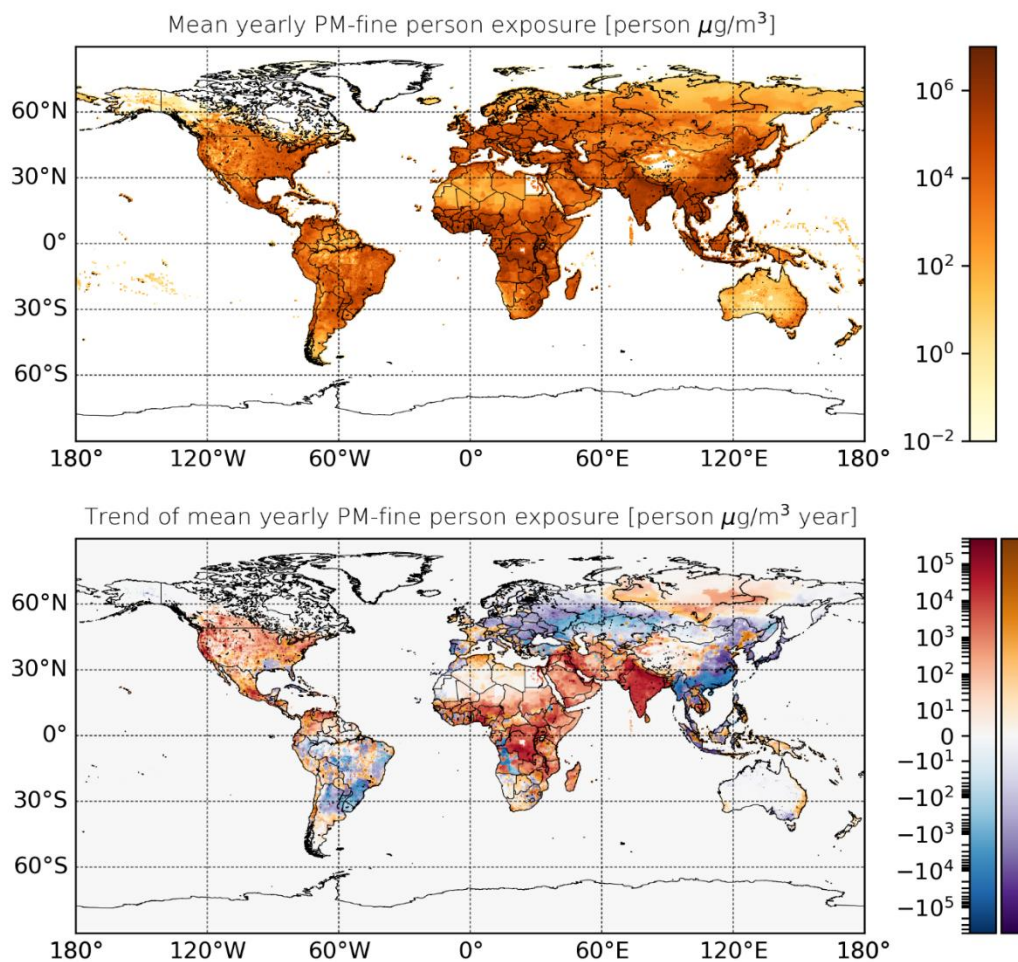 Mean yearly PM-fine person exposure [person μg/m³]
60°N
30°N
0°
30°S
60°S
180° 120°W 60°W 0° 60°E 120°E 180°
10⁶
10⁴
10²
10⁰
10⁻²
Trend of mean yearly PM-fine person exposure [person μg/m³ year]
60°N
30°N
0°
30°S
60°S
180° 120°W 60°W 0° 60°E 120°E 180°
10⁵
10⁴
10³
10²
10¹
0
−10²
−10³
−10⁴
−10⁵